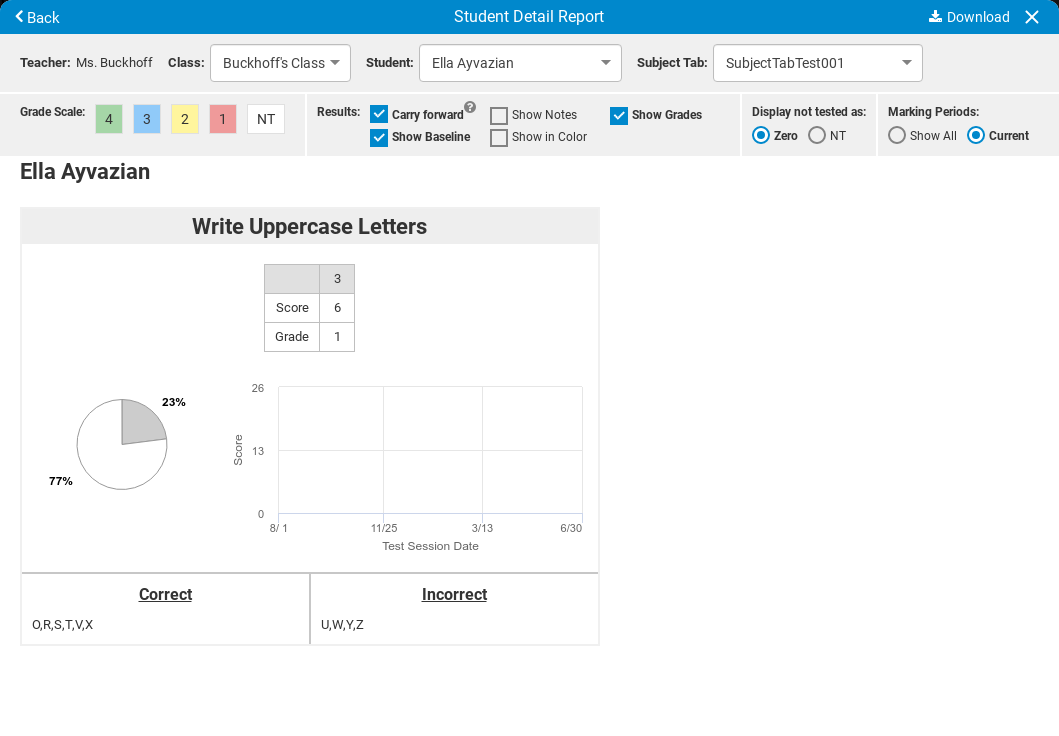 Back
Student Detail Report
Download
Teacher: Ms. Buckhoff Class: Buckhoff's Class Student: Ella Ayvazian Subject Tab: SubjectTabTest001
Grade Scale: 4 3 2 1 NT
Results: Carry forward ? Show Notes Show Grades
Show Baseline Show in Color
Display not tested as:
Zero NT
Marking Periods:
Show All Current
Ella Ayvazian
Write Uppercase Letters
3
Score 6
Grade 1
23%
77%
Score
26
13
0
8/ 1 11/25 3/13 6/30
Test Session Date
Correct
O,R,S,T,V,X
Incorrect
U,W,Y,Z